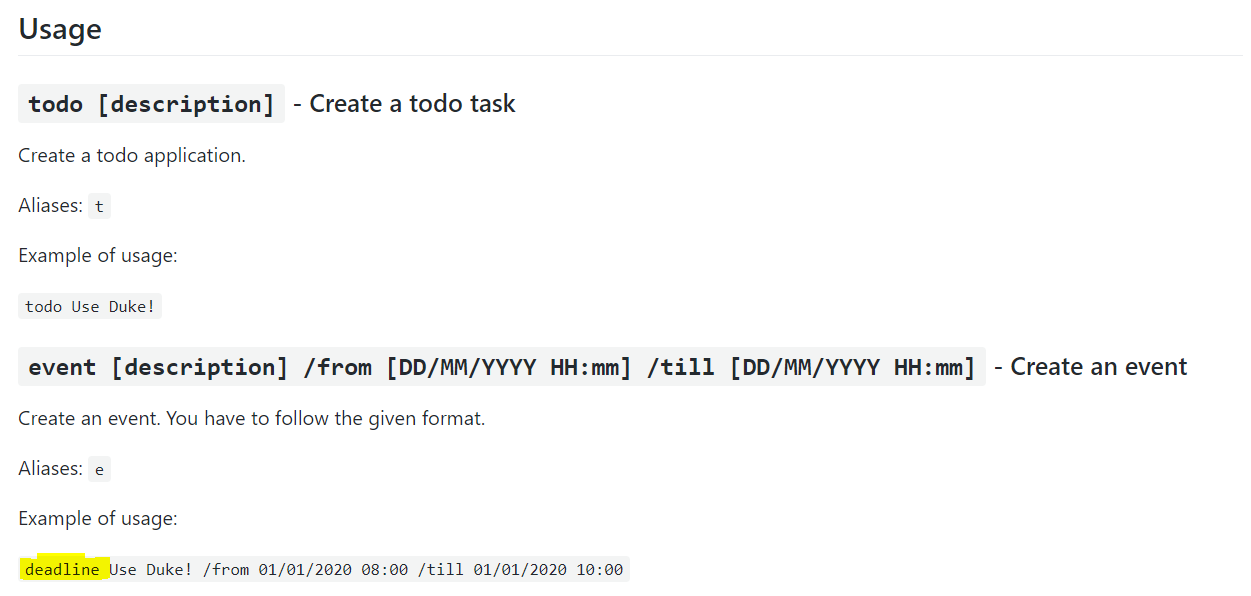 Usage
todo [description] - Create a todo task
Create a todo application.
Aliases: t
Example of usage:
todo Use Duke!
event [description] /from [DD/MM/YYYY HH:mm] /till [DD/MM/YYYY HH:mm] - Create an event
Create an event. You have to follow the given format.
Aliases: e
Example of usage:
deadline Use Duke! /from 01/01/2020 08:00 /till 01/01/2020 10:00